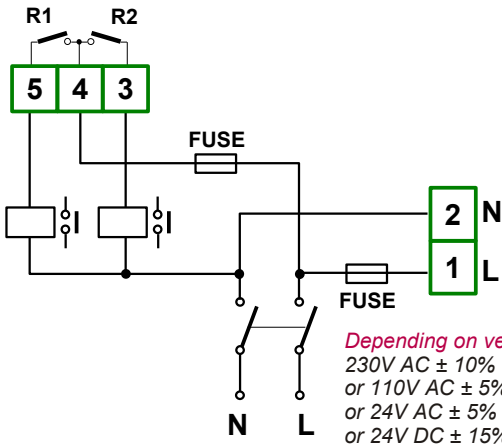 R1 R2
5 4 3
FUSE
2 N
1 L
FUSE
Depending on
230V AC ± 10%
or 110V AC ± 5%
or 24V AC ± 5%
or 24V DC ± 15%
N L